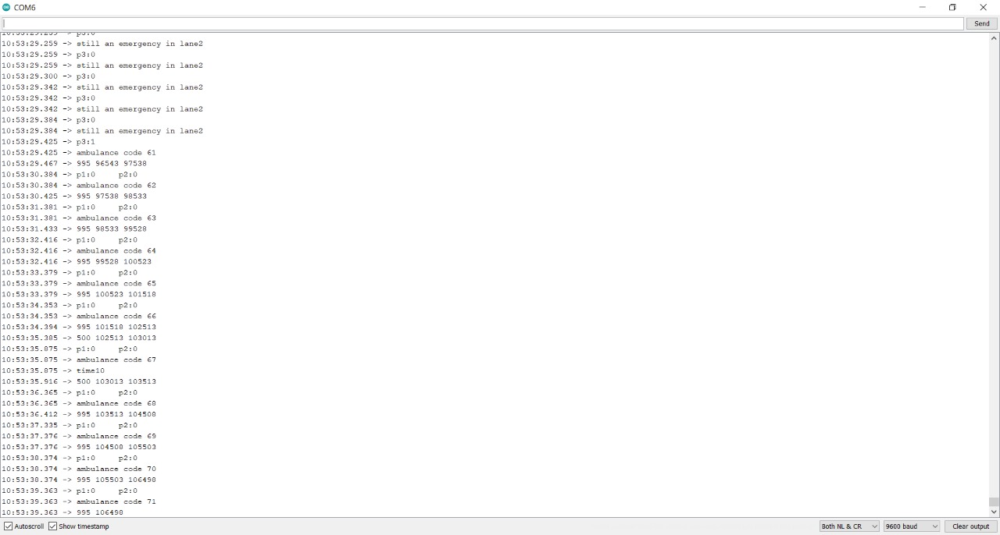 COM6
Send
10:53:29.259 -> p3:0
10:53:29.259 -> still an emergency in lane2
10:53:29.259 -> p3:0
10:53:29.259 -> still an emergency in lane2
10:53:29.300 -> p3:0
10:53:29.342 -> still an emergency in lane2
10:53:29.342 -> p3:0
10:53:29.342 -> still an emergency in lane2
10:53:29.384 -> p3:0
10:53:29.384 -> still an emergency in lane2
10:53:29.425 -> p3:1
10:53:29.425 -> ambulance code 61
10:53:29.467 -> 995 96543 97538
10:53:30.384 -> p1:0     p2:0
10:53:30.384 -> ambulance code 62
10:53:30.425 -> 995 97538 98533
10:53:31.381 -> p1:0     p2:0
10:53:31.381 -> ambulance code 63
10:53:31.433 -> 995 98533 99528
10:53:32.416 -> p1:0     p2:0
10:53:32.416 -> ambulance code 64
10:53:32.416 -> 995 99528 100523
10:53:33.379 -> p1:0     p2:0
10:53:33.379 -> ambulance code 65
10:53:33.379 -> 995 100523 101518
10:53:34.353 -> p1:0     p2:0
10:53:34.353 -> ambulance code 66
10:53:34.394 -> 995 101518 102513
10:53:35.385 -> 500 102513 103013
10:53:35.875 -> p1:0     p2:0
10:53:35.875 -> ambulance code 67
10:53:35.875 -> time10
10:53:35.916 -> 500 103013 103513
10:53:36.365 -> p1:0     p2:0
10:53:36.365 -> ambulance code 68
10:53:36.412 -> 995 103513 104508
10:53:37.335 -> p1:0     p2:0
10:53:37.376 -> ambulance code 69
10:53:37.376 -> 995 104508 105503
10:53:38.374 -> p1:0     p2:0
10:53:38.374 -> ambulance code 70
10:53:38.374 -> 995 105503 106498
10:53:39.363 -> p1:0     p2:0
10:53:39.363 -> ambulance code 71
10:53:39.363 -> 995 106498
Autoscroll Show timestamp Both NL & CR 9600 baud Clear output